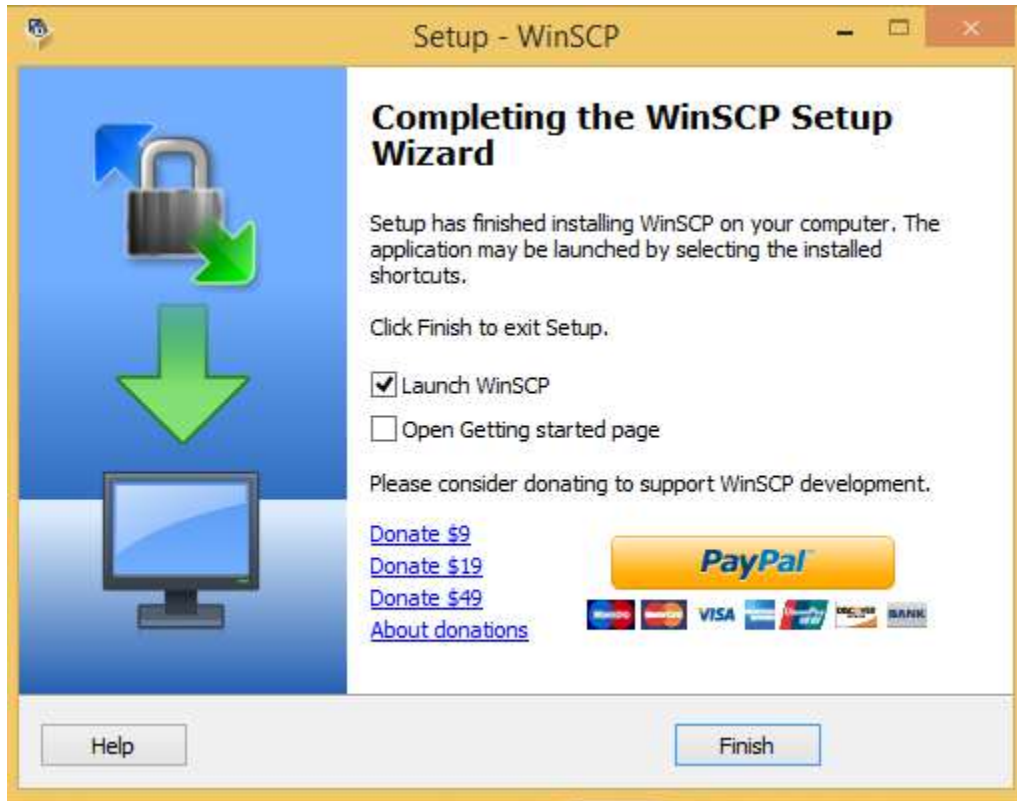 Setup - WinSCP
Completing the WinSCP Setup
Wizard
Setup has finished installing WinSCP on your computer. The
application may be launched by selecting the installed
shortcuts.
Click Finish to exit Setup.
Launch WinSCP
Open Getting started page
Please consider donating to support WinSCP development.
Donate $9
Donate $19
Donate $49
About donations
PayPal
VISA BANK
Help
Finish